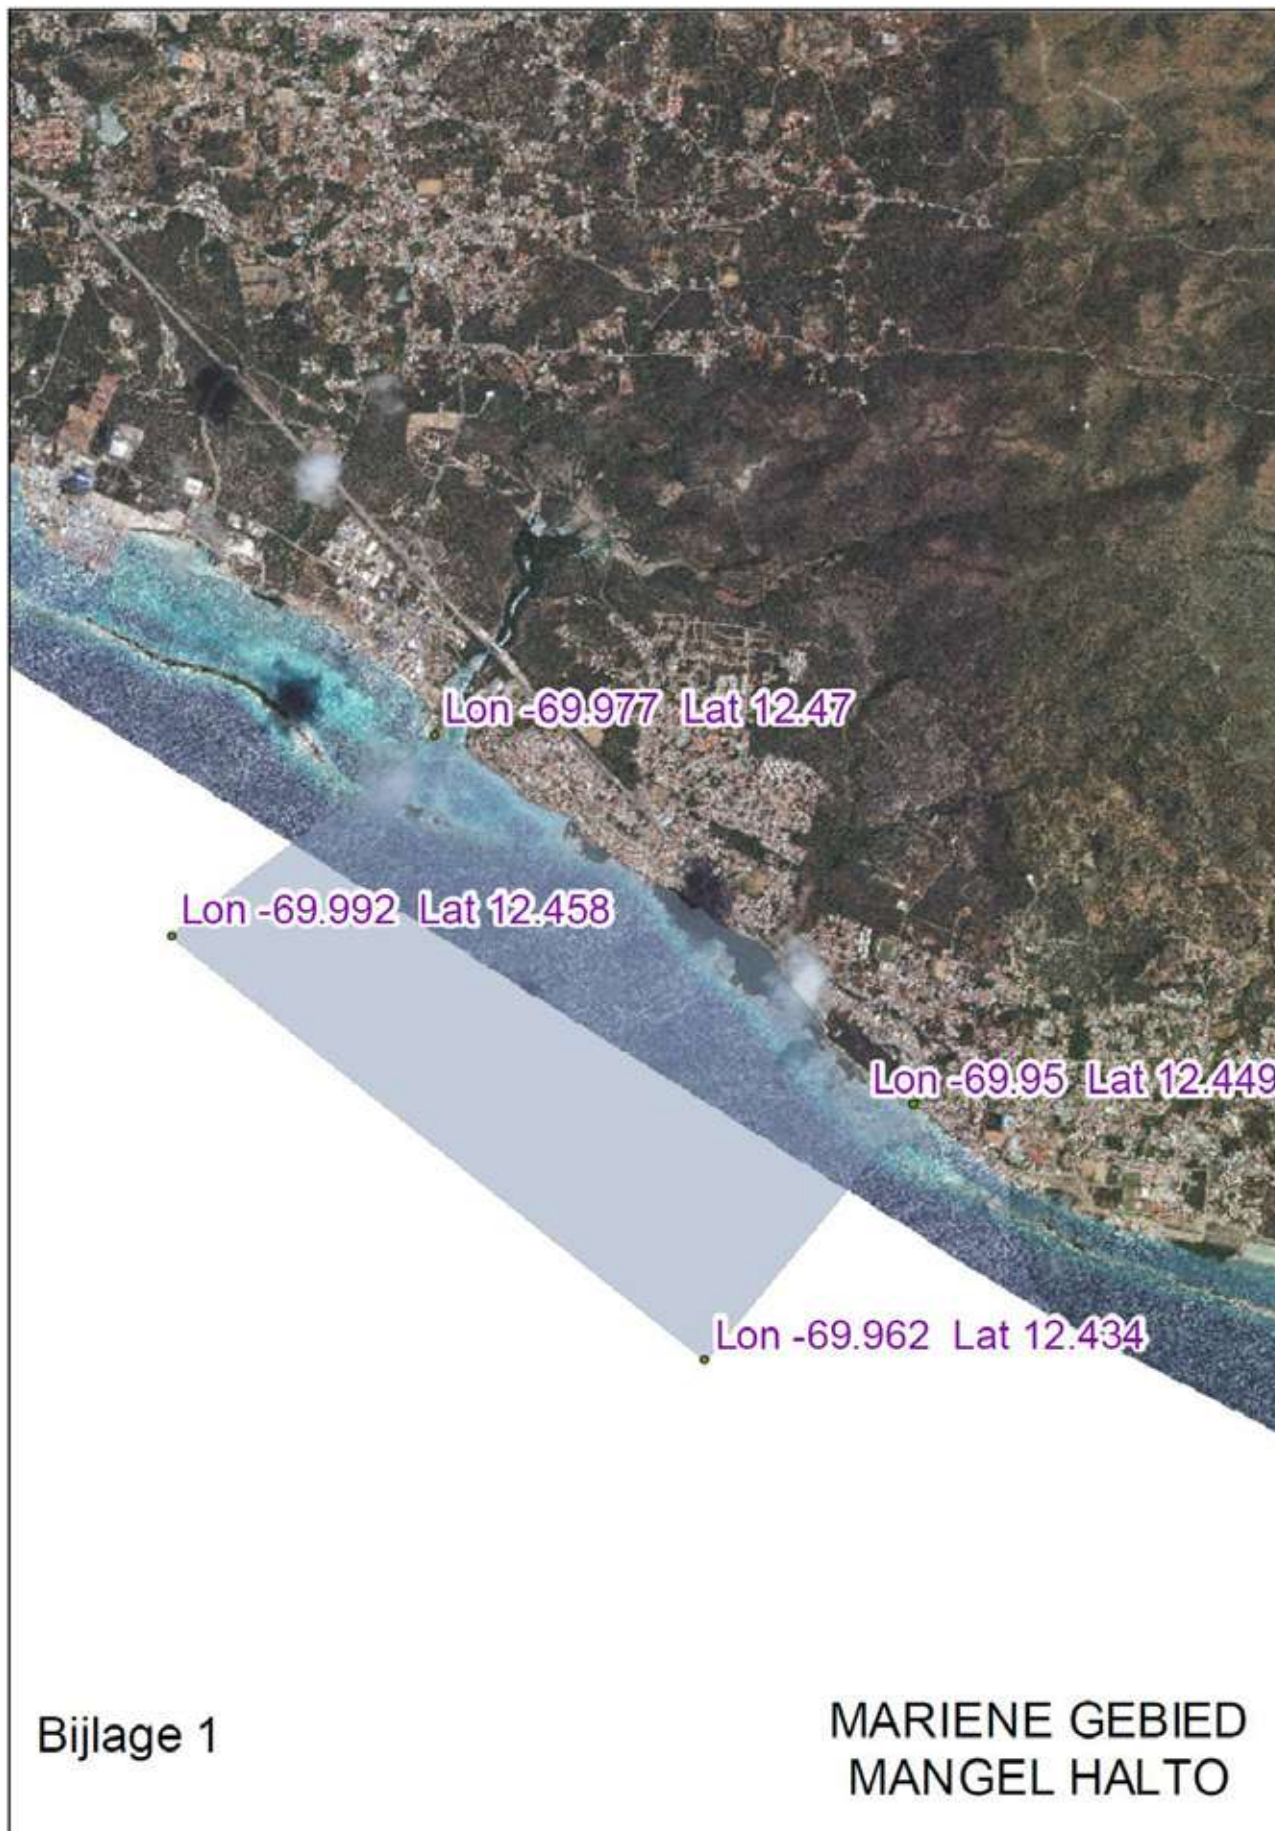 Lon -69.977 Lat 12.47
Lon -69.992 Lat 12.458
Lon -69.95 Lat 12.449
Lon -69.962 Lat 12.434
Bijlage 1
MARIENE GEBIED
MANGEL HALTO